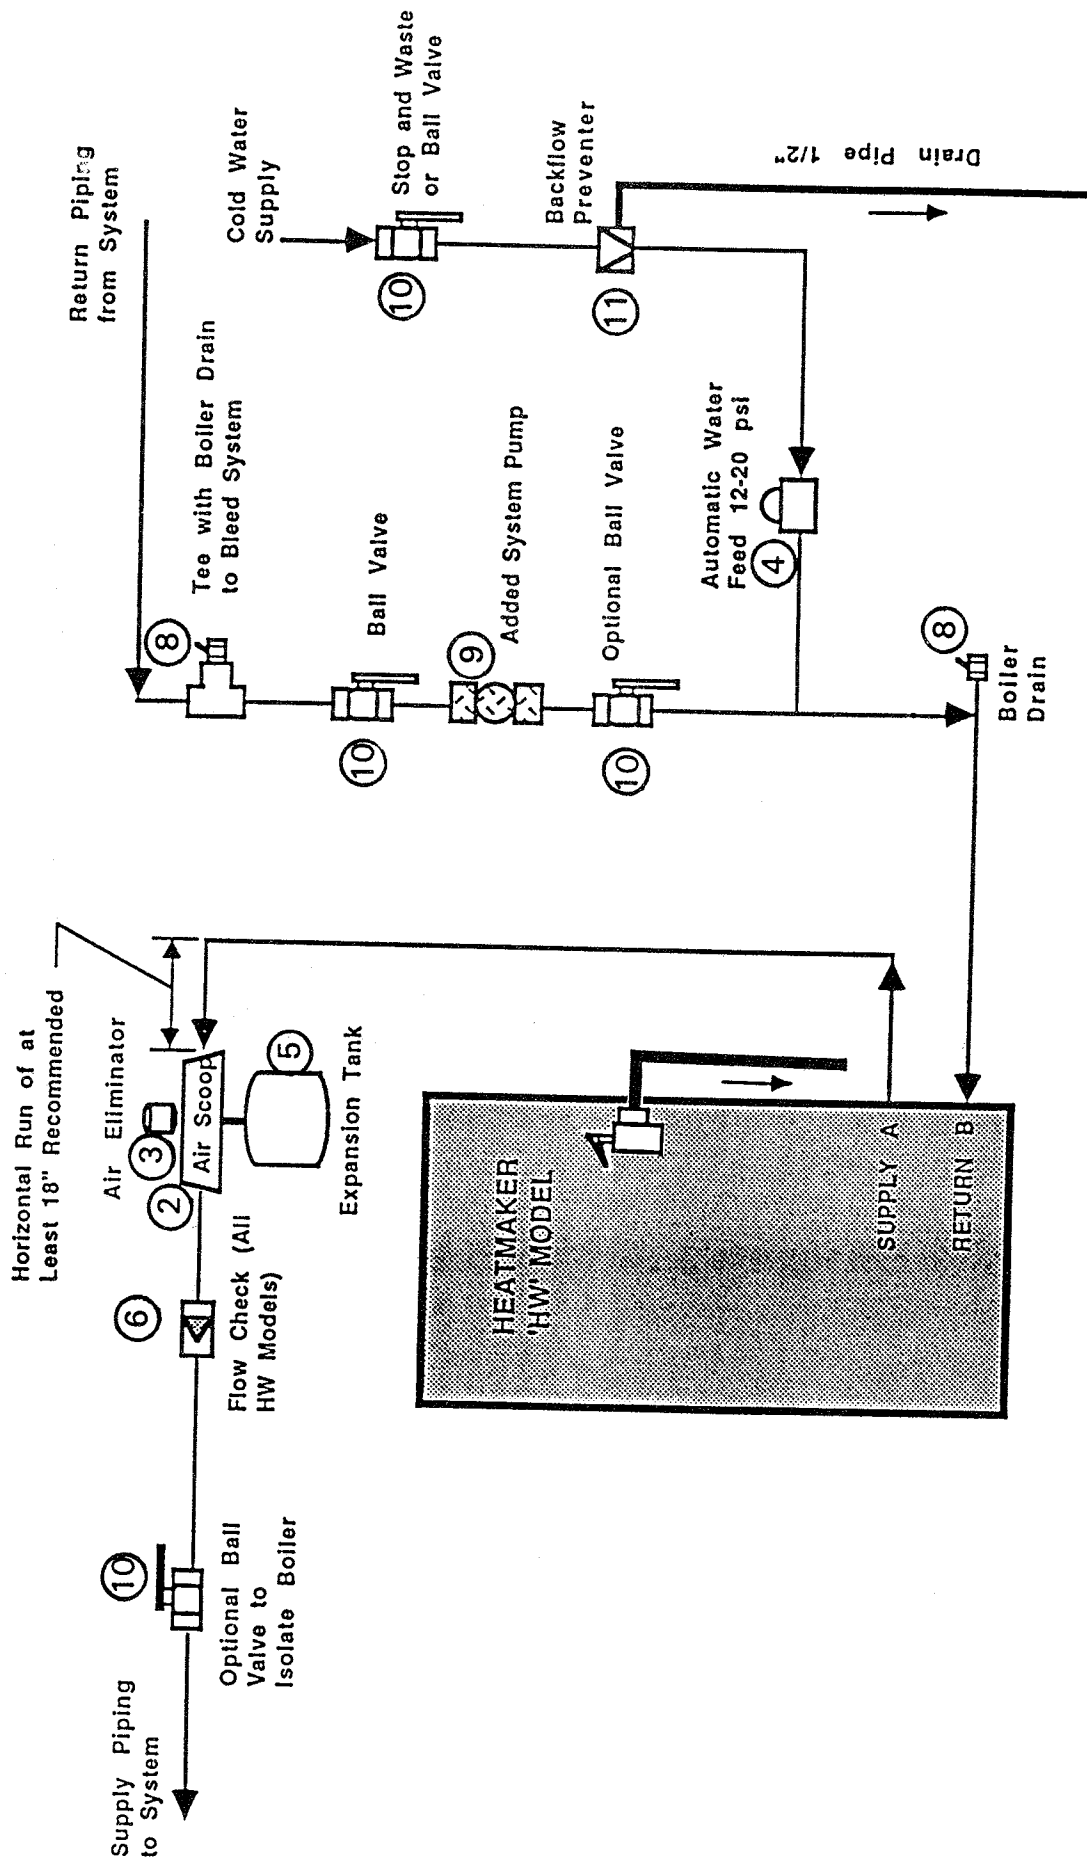 Supply Piping
to System
10
Optional Ball
Valve to
Isolate Boiler
6
Flow Check (All
HW Models)
Horizontal Run of at
Least 18" Recommended
Air Eliminator
3
2
Air Scoop
5
Expansion Tank
HEATMAKER
'HW' MODEL
SUPPLY A
RETURN B
Return Piping
from System
8
Tee with Boiler Drain
to Bleed System
10
Ball Valve
9
Added System Pump
10
Optional Ball Valve
Automatic Water
Feed 12-20 psi
4
8
Boiler
Drain
Cold Water
Supply
10
Stop and Waste
or Ball Valve
11
Backflow
Preventer
Drain Pipe 1/2"